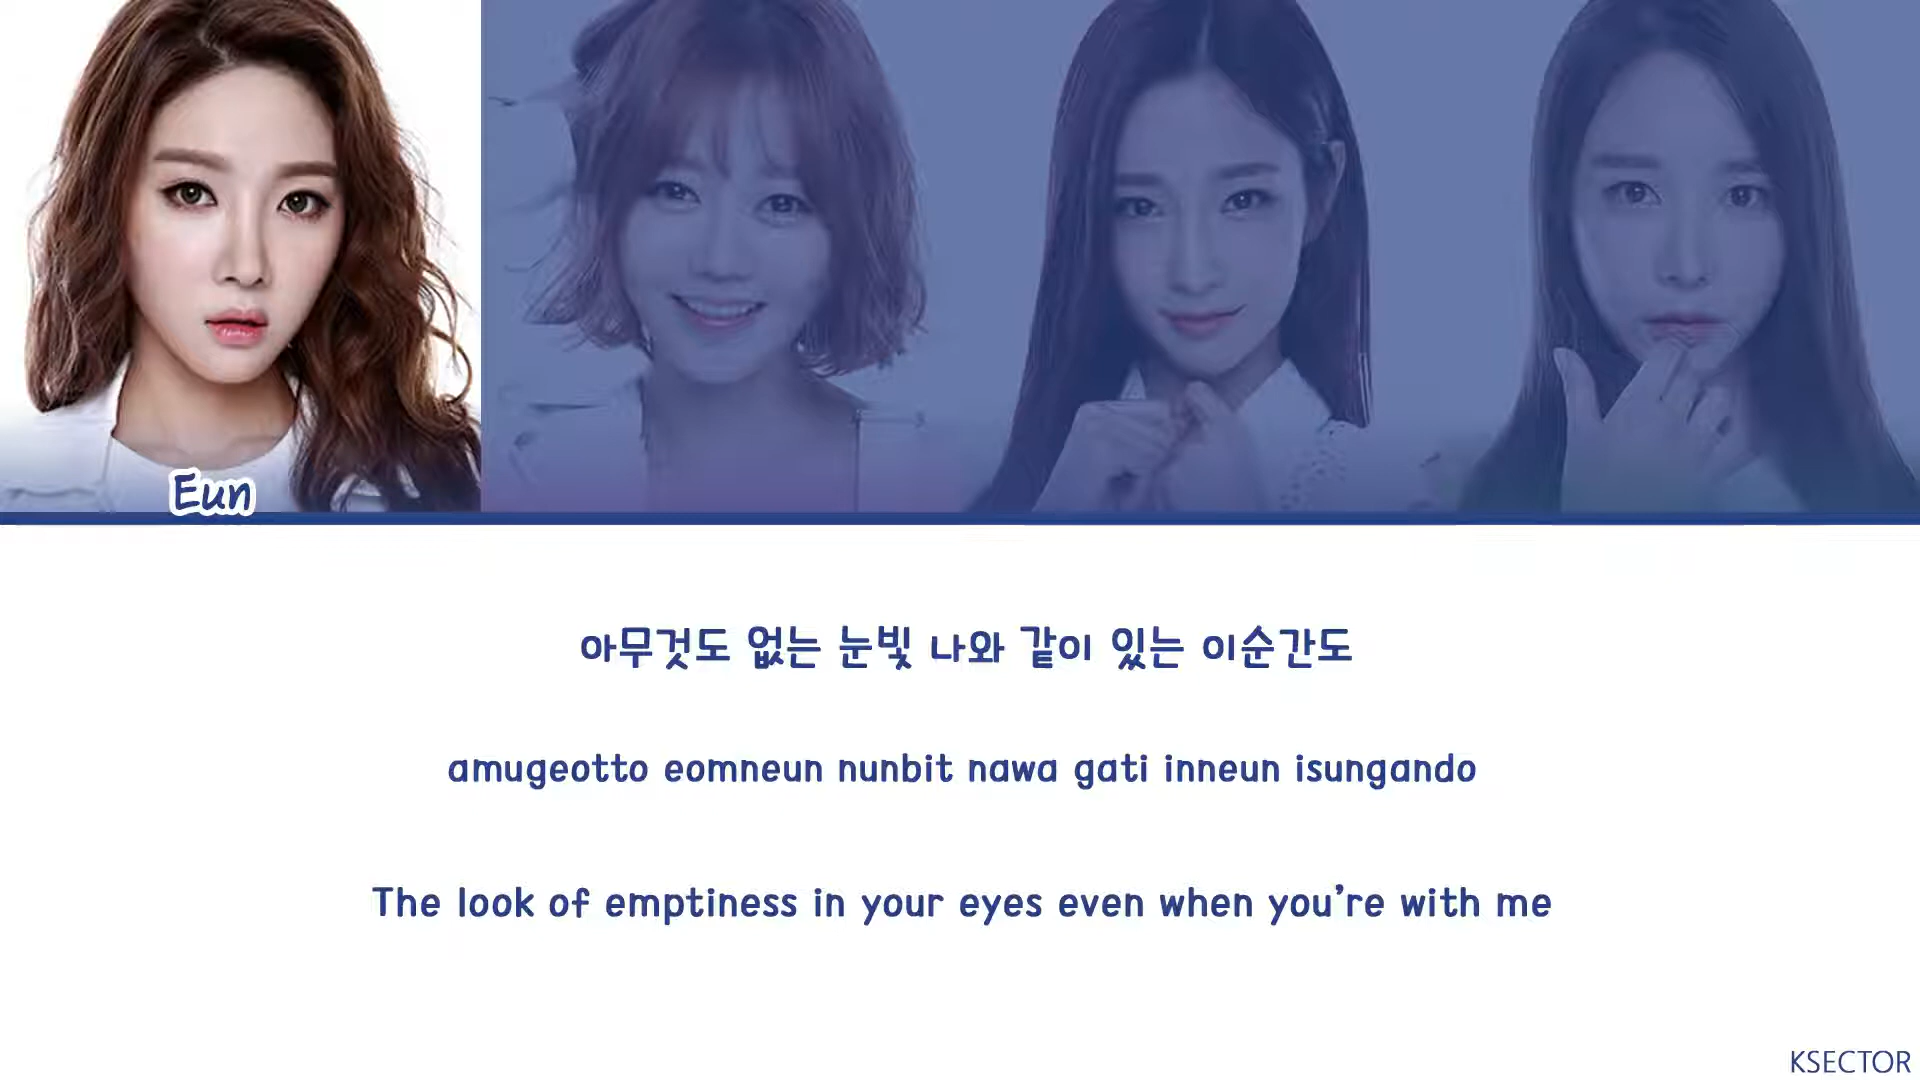 Eun
아무것도 없는 눈빛 나와 같이 있는 이순간도
amugeotto eomneun nunbit nawa gati inneun isungando
The look of emptiness in your eyes even when you're with me
KSECTOR